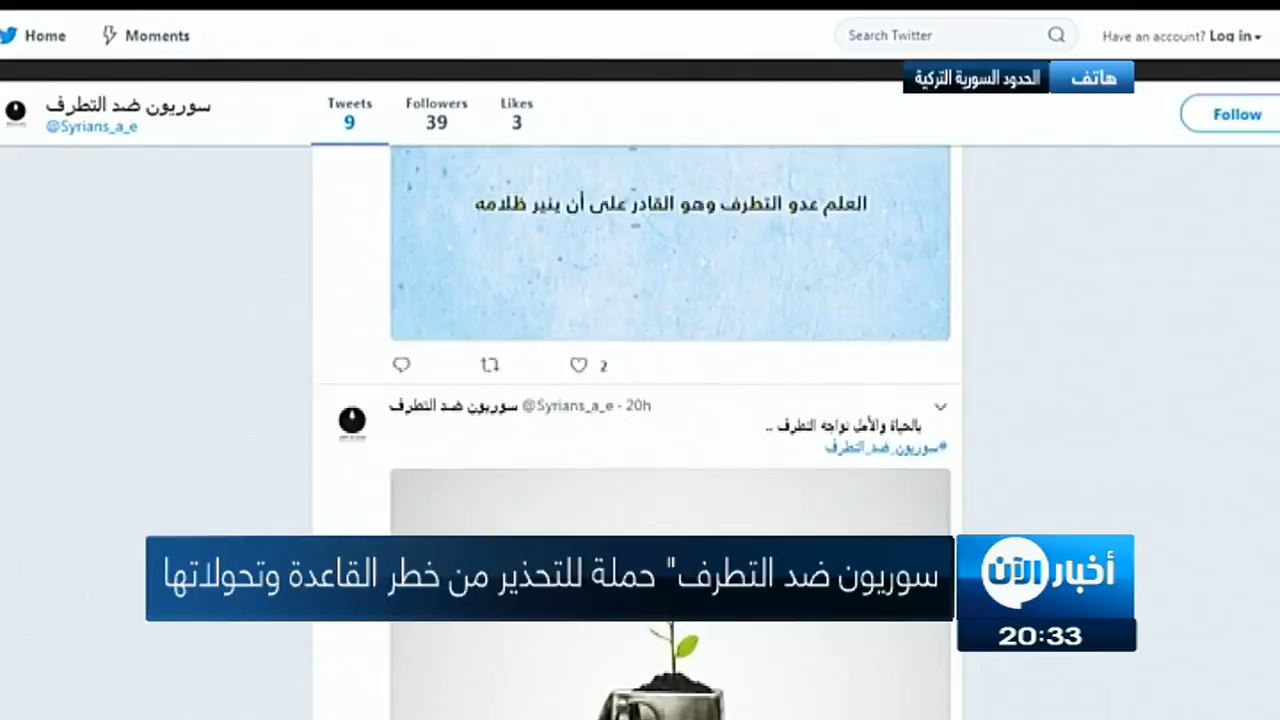 Home Moments Search Twitter Have an account? Log in
الحدود السورية التركية هاتف
سوريون ضد التطرف
@Syrians_a_e
Tweets Followers Likes
9 39 3
Follow
العلم عدو التطرف وهو القادر على أن ينير ظلامه
2
سوريون ضد التطرف @Syrians_a_e · 20h
بالحياة والأمل نواجه التطرف ..
#سوريون_ضد_التطرف
سوريون ضد التطرف" حملة للتحذير من خطر القاعدة وتحولاتها
أخبار الآن
20:33